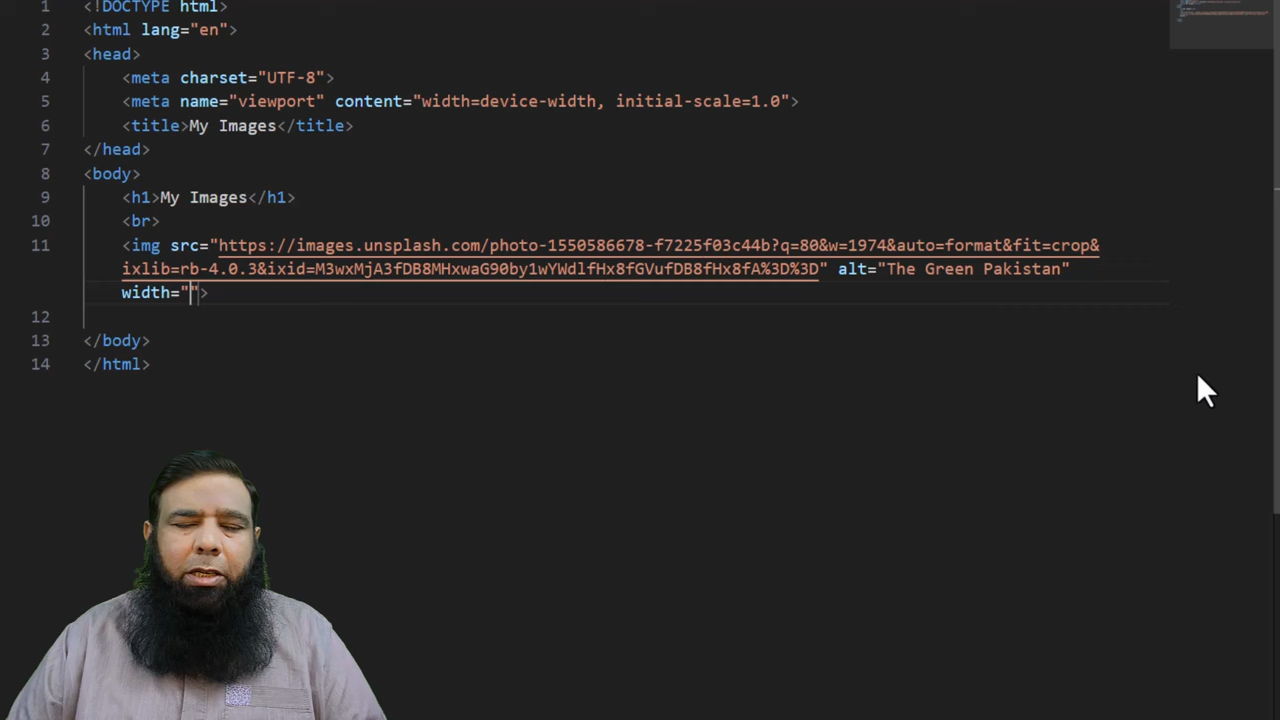 1 <!DOCTYPE html>
2 <html lang="en">
3 <head>
4 <meta charset="UTF-8">
5 <meta name="viewport" content="width=device-width, initial-scale=1.0">
6 <title>My Images</title>
7 </head>
8 <body>
9 <h1>My Images</h1>
10 <br>
11 <img src="https://images.unsplash.com/photo-1550586678-f7225f03c44b?q=80&w=1974&auto=format&fit=crop&
ixlib=rb-4.0.3&ixid=M3wxMjA3fDB8MHxwaG90by1wYWdlfHx8fGVufDB8fHx8fA%3D%3D" alt="The Green Pakistan"
width="">
12
13 </body>
14 </html>